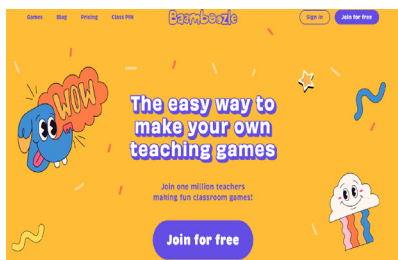 Games Blog Pricing Class PIN Baamboozle Sign in Join for free
WOW
The easy way to
make your own
teaching games
Join one million teachers
making fun classroom games!
Join for free